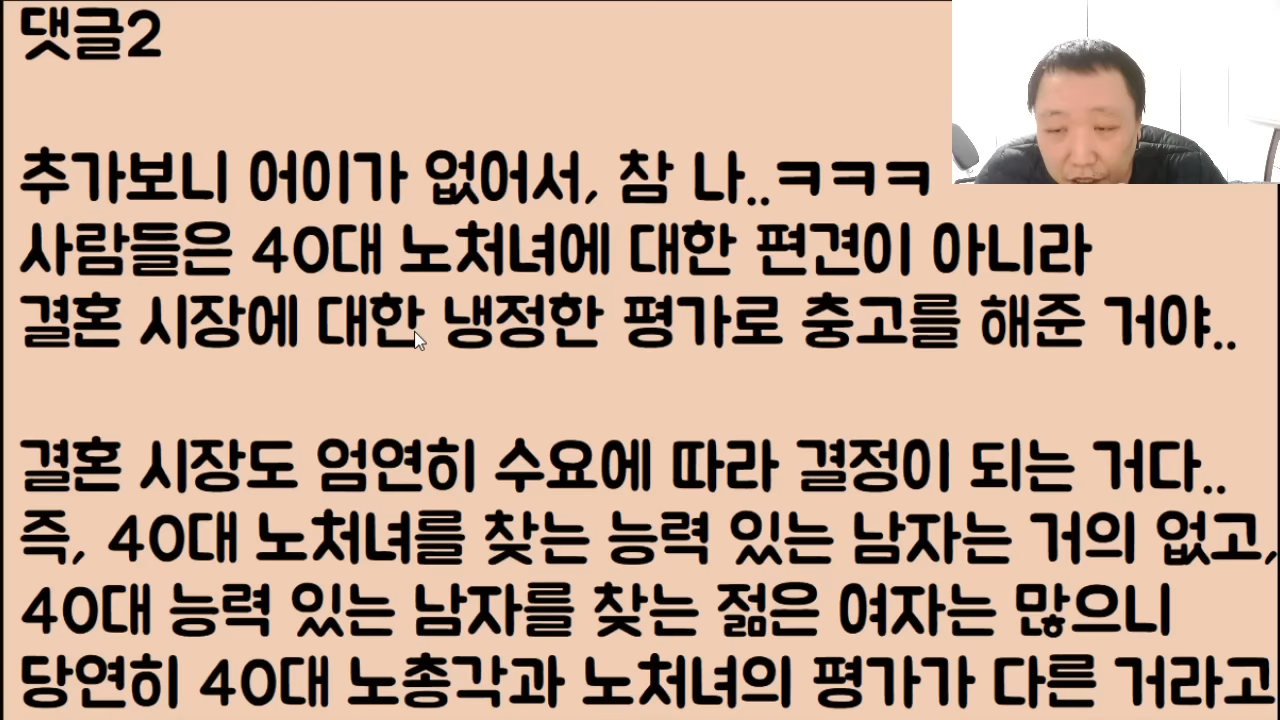 댓글2
추가보니 어이가 없어서, 참 나..ㅋㅋㅋ
사람들은 40대 노처녀에 대한 편견이 아니라
결혼 시장에 대한 냉정한 평가로 충고를 해준 거야..
결혼 시장도 엄연히 수요에 따라 결정이 되는 거다..
즉, 40대 노처녀를 찾는 능력 있는 남자는 거의 없고,
40대 능력 있는 남자를 찾는 젊은 여자는 많으니
당연히 40대 노총각과 노처녀의 평가가 다른 거라고